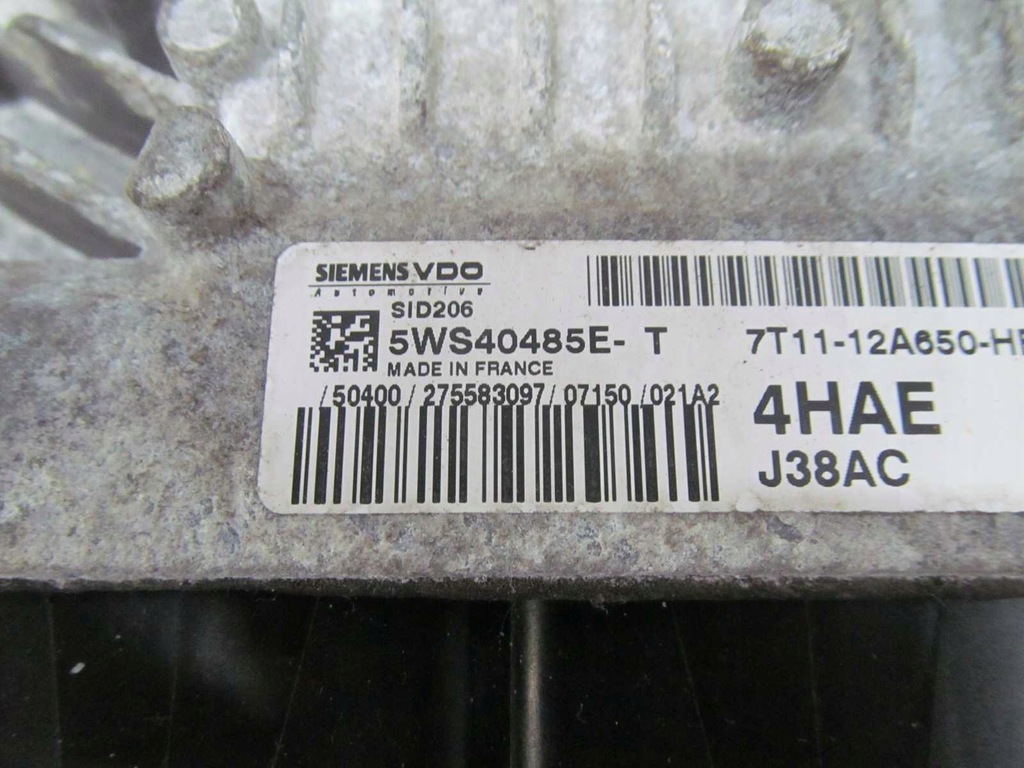 SIEMENS VDO
Automotive
SID206
5WS40485E- T
MADE IN FRANCE
/50400/275583097/07150/021A2
7T11-12A650-H
4HAE
J38AC